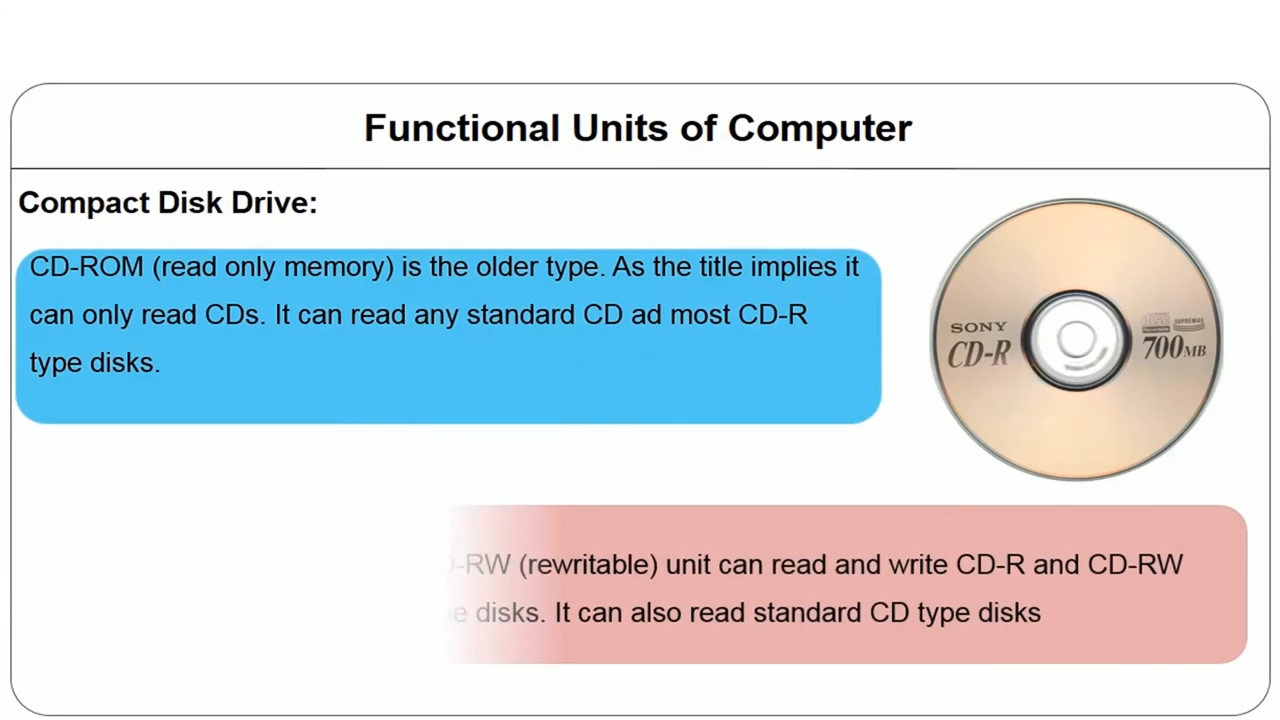 Functional Units of Computer
Compact Disk Drive:
CD-ROM (read only memory) is the older type. As the title implies it
can only read CDs. It can read any standard CD ad most CD-R
type disks.
SONY
CD-R
700MB
-RW (rewritable) unit can read and write CD-R and CD-RW
disks. It can also read standard CD type disks